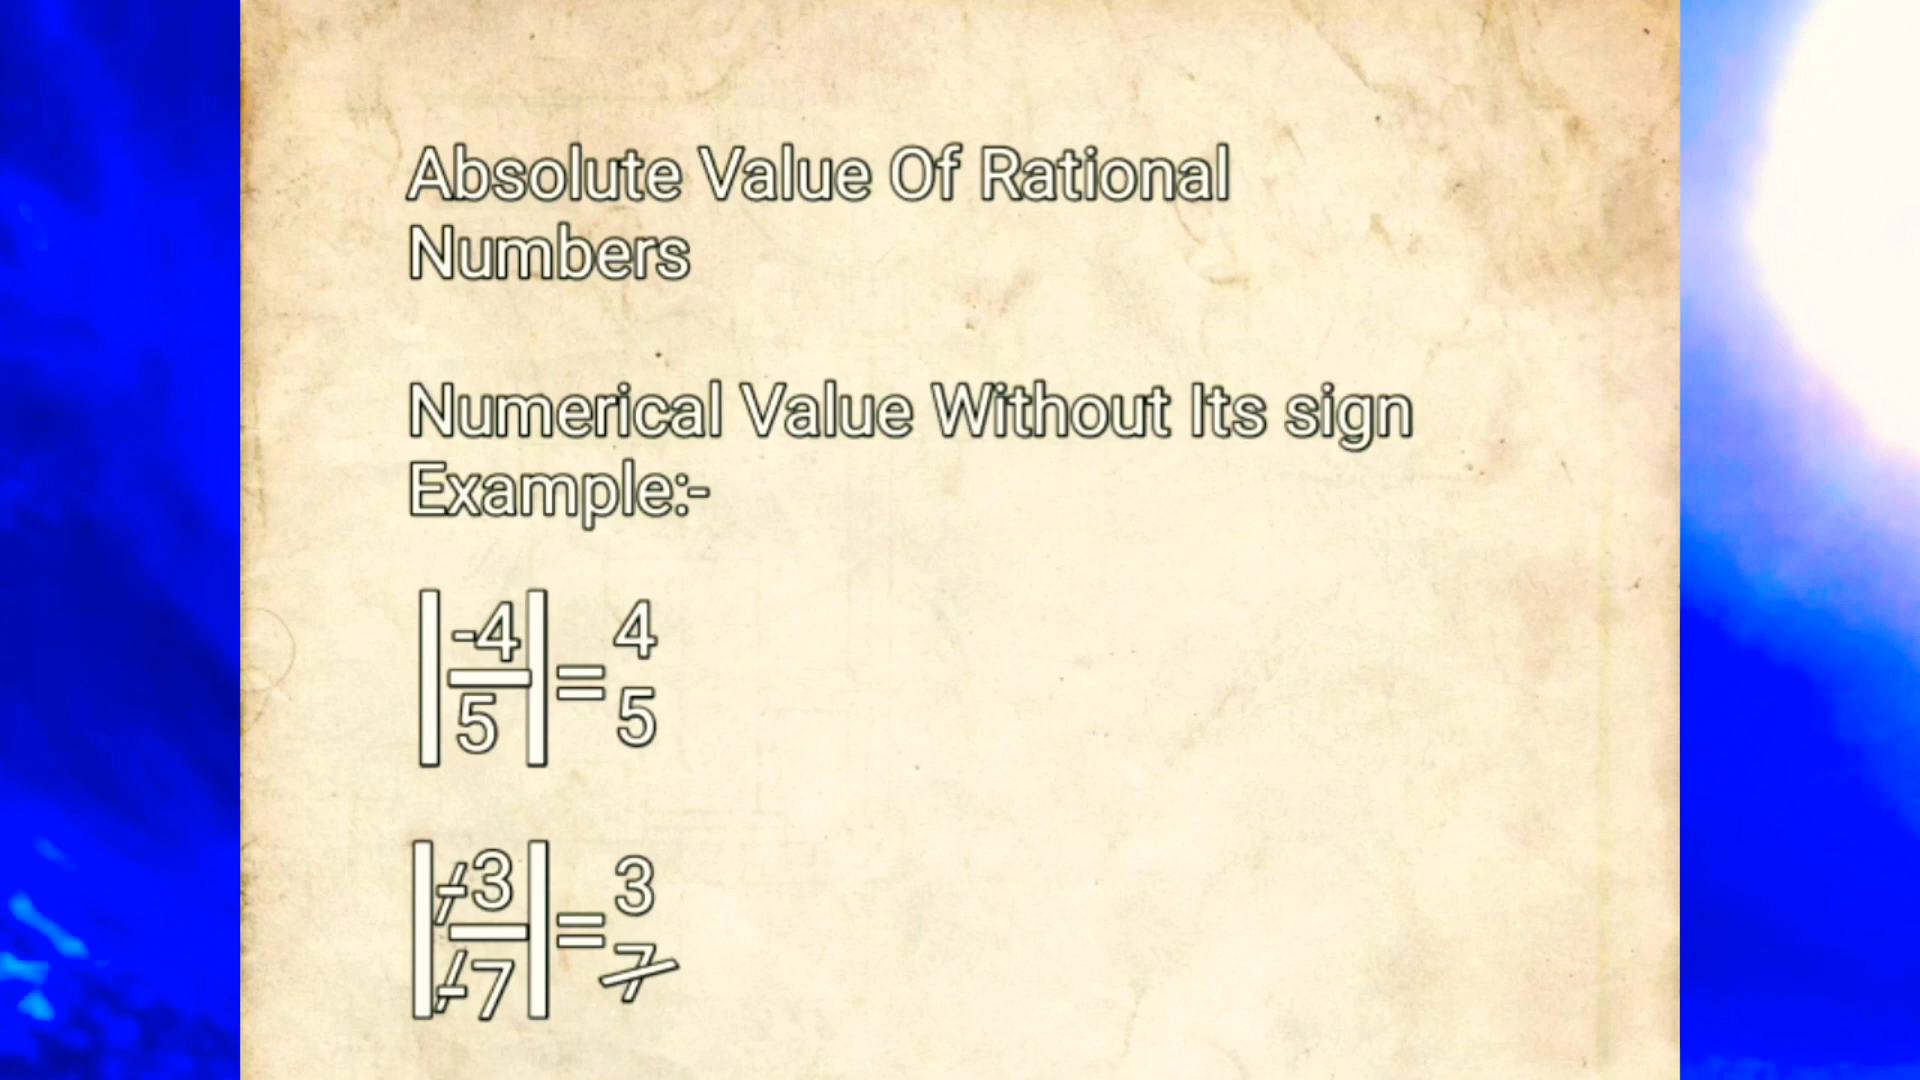 Absolute Value Of Rational
Numbers
Numerical Value Without Its sign
Example:-
|-4/5|=4/5
|-3/-7|=3/7